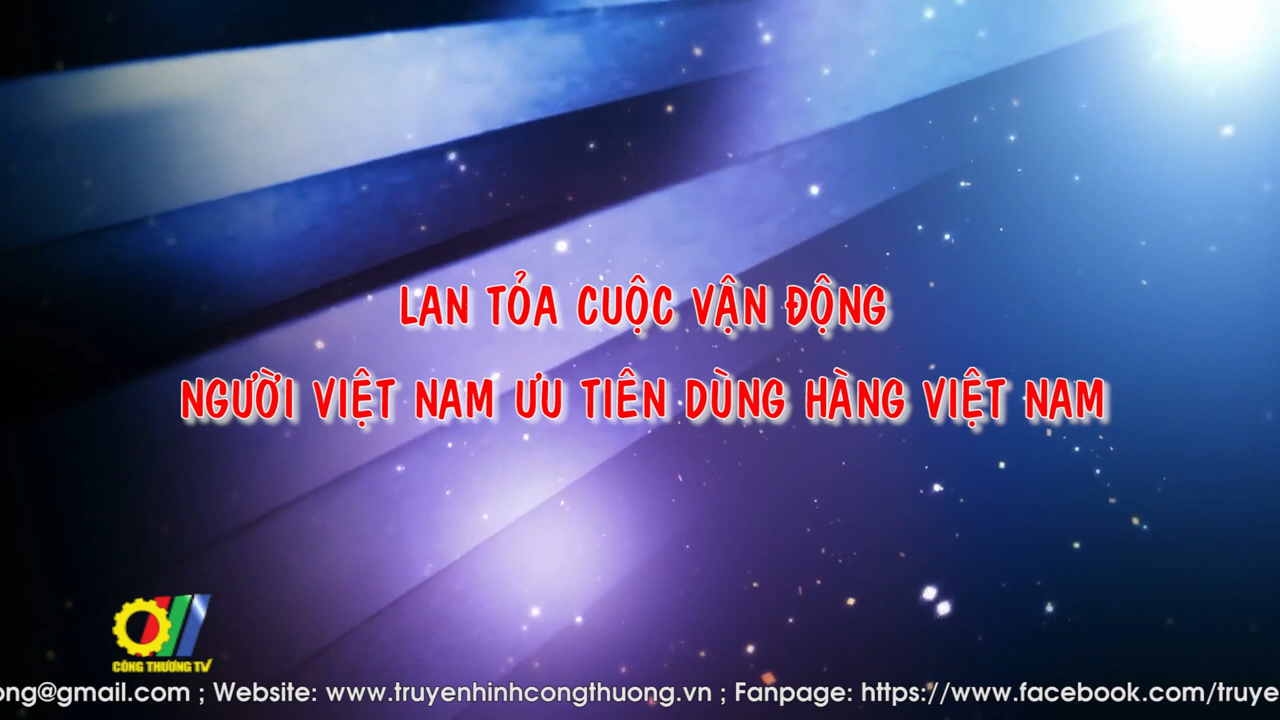 LAN TỎA CUỘC VẬN ĐỘNG
NGƯỜI VIỆT NAM ƯU TIÊN DÙNG HÀNG VIỆT NAM
CÔNG THƯƠNG TV
ong@gmail.com ; Website: www.truyenhinhcongthuong.vn ; Fanpage: https://www.facebook.com/truye